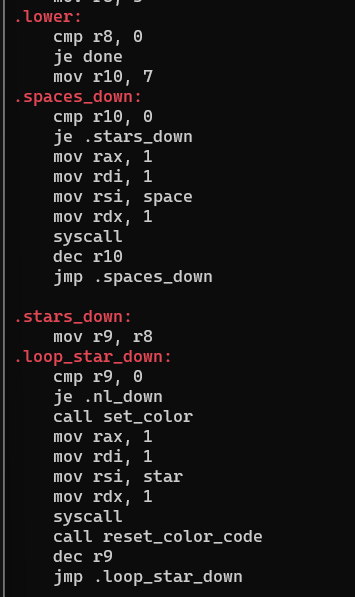 .lower:
cmp r8, 0
je done
mov r10, 7
.spaces_down:
cmp r10, 0
je .stars_down
mov rax, 1
mov rdi, 1
mov rsi, space
mov rdx, 1
syscall
dec r10
jmp .spaces_down
.stars_down:
mov r9, r8
.loop_star_down:
cmp r9, 0
je .nl_down
call set_color
mov rax, 1
mov rdi, 1
mov rsi, star
mov rdx, 1
syscall
call reset_color_code
dec r9
jmp .loop_star_down